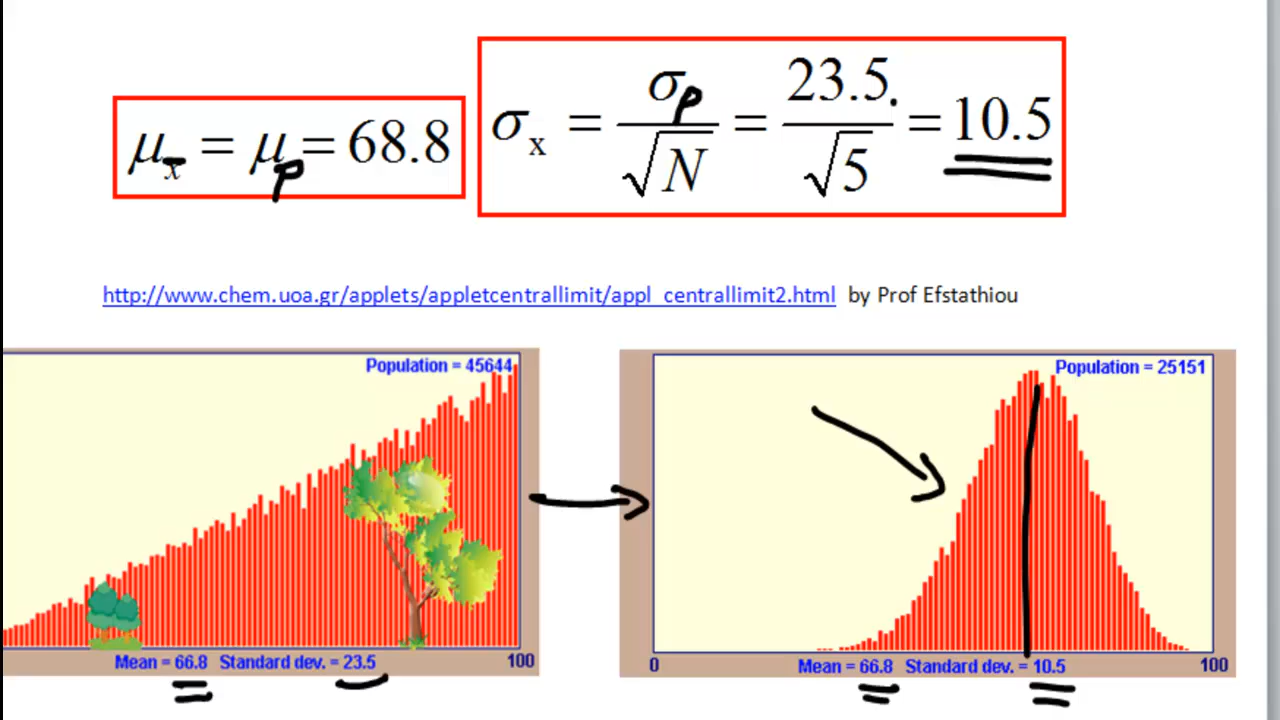 μx̄ = μp = 68.8
σx = σp / √N = 23.5 / √5 = 10.5
http://www.chem.uoa.gr/applets/appletcentrallimit/appl_centrallimit2.html by Prof Efstathiou
Population = 45644
Mean = 66.8 Standard dev. = 23.5
100
Population = 25151
0
Mean = 66.8 Standard dev. = 10.5
100